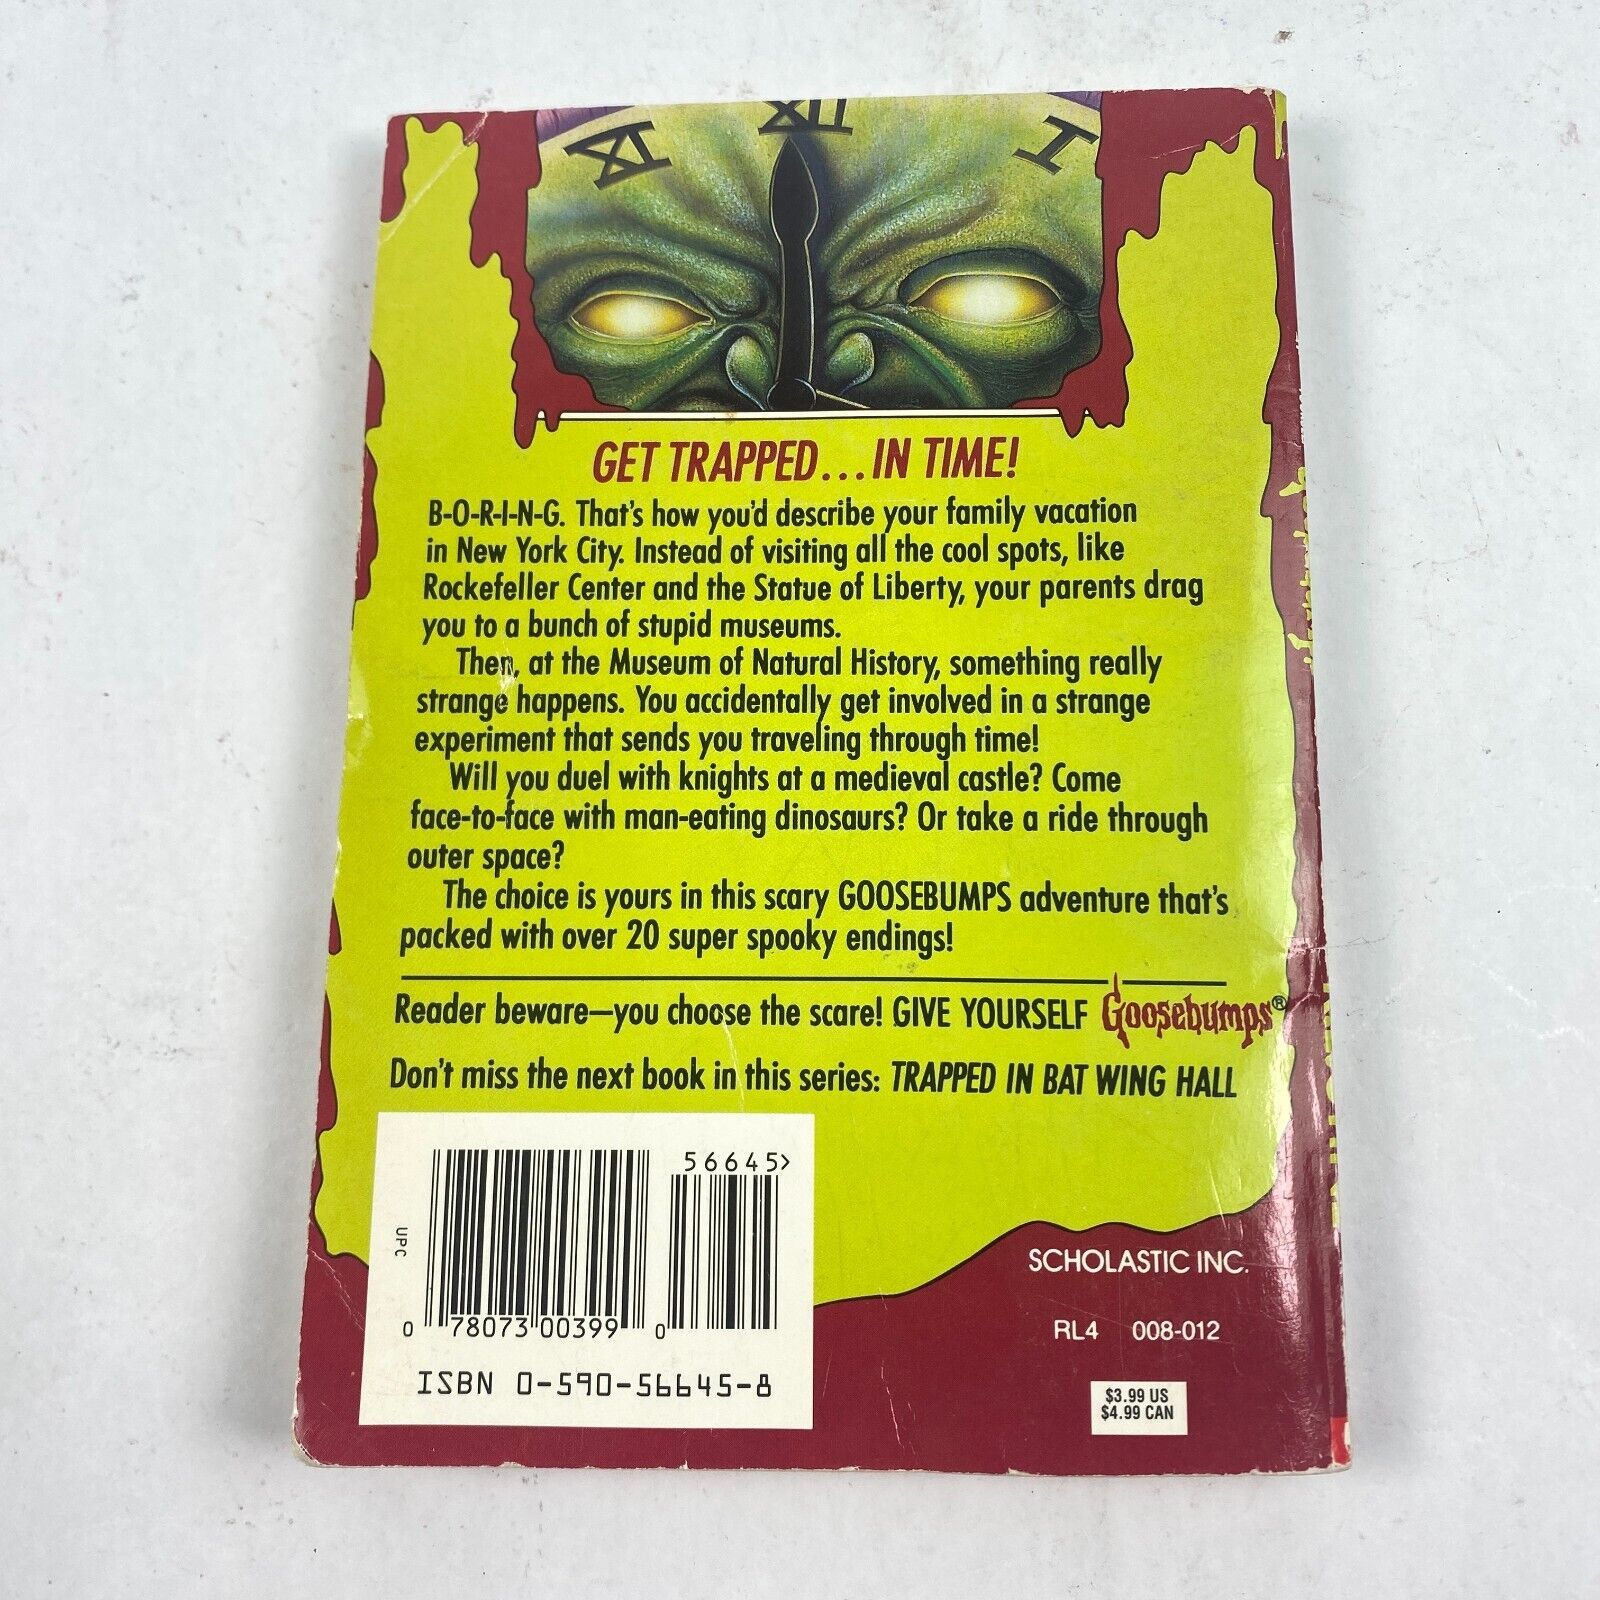 XI XII I
GET TRAPPED...IN TIME!
B-O-R-I-N-G. That's how you'd describe your family vacation
in New York City. Instead of visiting all the cool spots, like
Rockefeller Center and the Statue of Liberty, your parents drag
you to a bunch of stupid museums.
Then, at the Museum of Natural History, something really
strange happens. You accidentally get involved in a strange
experiment that sends you traveling through time!
Will you duel with knights at a medieval castle? Come
face-to-face with man-eating dinosaurs? Or take a ride through
outer space?
The choice is yours in this scary GOOSEBUMPS adventure that's
packed with over 20 super spooky endings!
Reader beware—you choose the scare! GIVE YOURSELF Goosebumps®
Don't miss the next book in this series: TRAPPED IN BAT WING HALL
56645>
UPC
0 78073 00399 0
ISBN 0-590-56645-8
SCHOLASTIC INC.
RL4 008-012
$3.99 US
$4.99 CAN